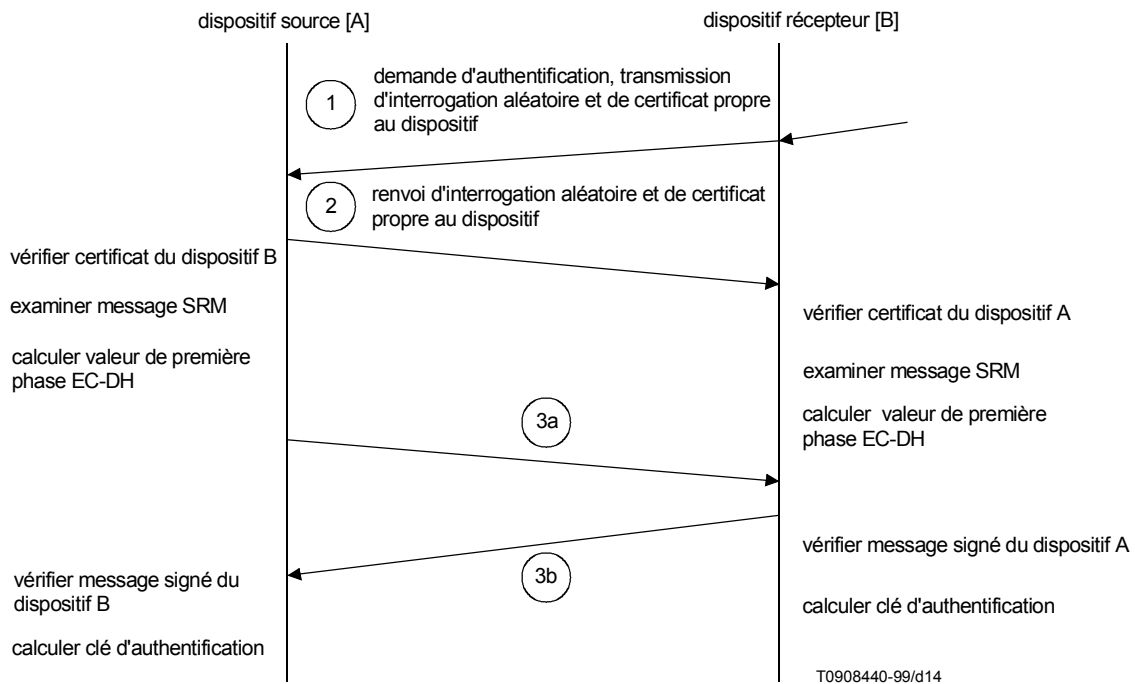 dispositif source [A]
dispositif récepteur [B]
1
demande d'authentification, transmission
d'interrogation aléatoire et de certificat propre
au dispositif
2
renvoi d'interrogation aléatoire et de certificat
propre au dispositif
vérifier certificat du dispositif B
examiner message SRM
calculer valeur de première
phase EC-DH
vérifier certificat du dispositif A
examiner message SRM
calculer valeur de première
phase EC-DH
3a
3b
vérifier message signé du dispositif A
calculer clé d'authentification
vérifier message signé du
dispositif B
calculer clé d'authentification
T0908440-99/d14